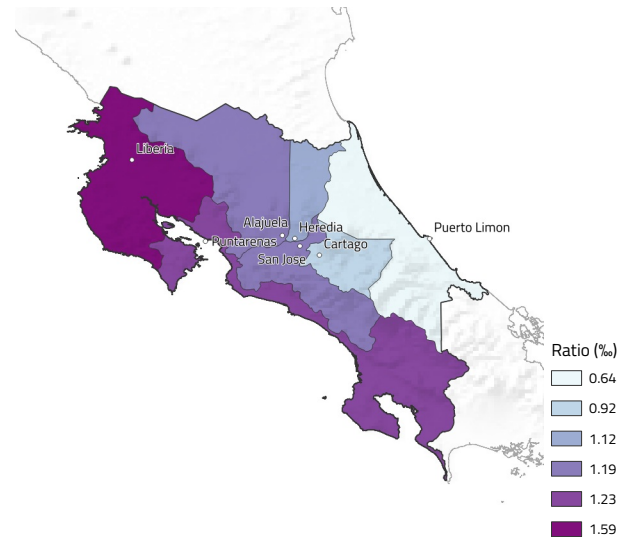 Liberia
Alajuela
Heredia
Puerto Limon
Puntarenas
Cartago
San Jose
Ratio (‰)
0.64
0.92
1.12
1.19
1.23
1.59